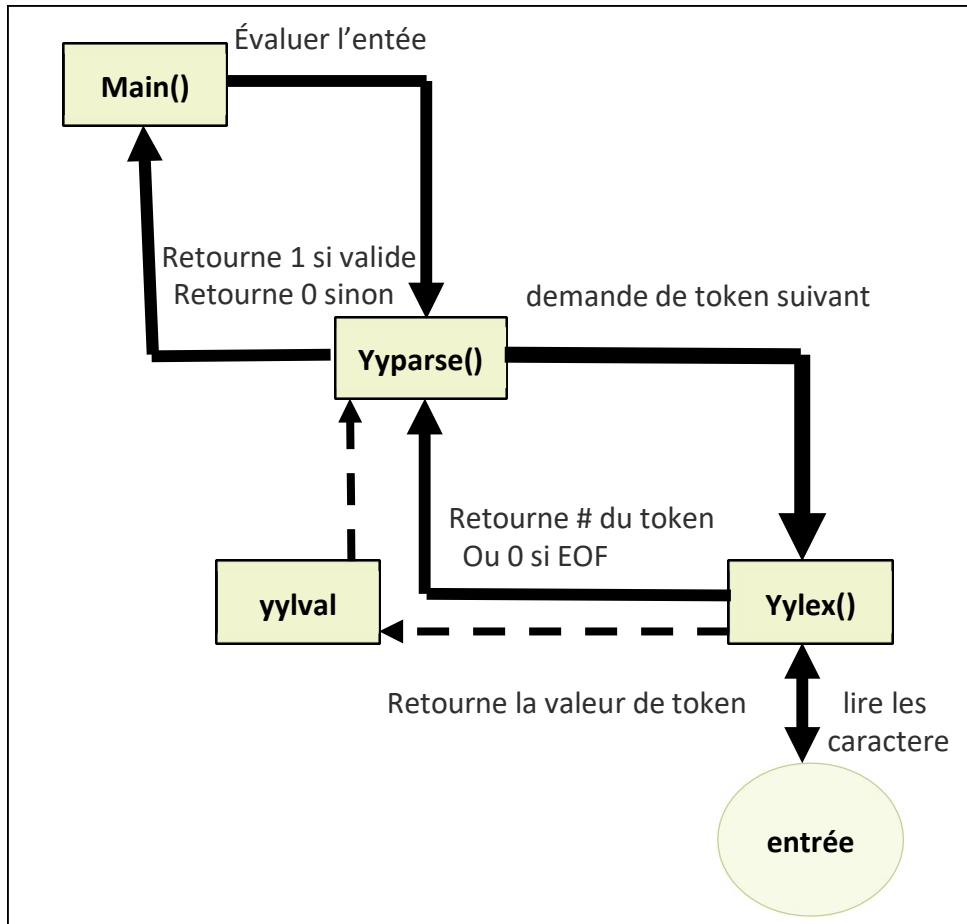 Évaluer l’entée
Main()
Retourne 1 si valide
Retourne 0 sinon
demande de token suivant
Yyparse()
Retourne # du token
Ou 0 si EOF
yylval
Yylex()
Retourne la valeur de token
lire les
caractere
entrée